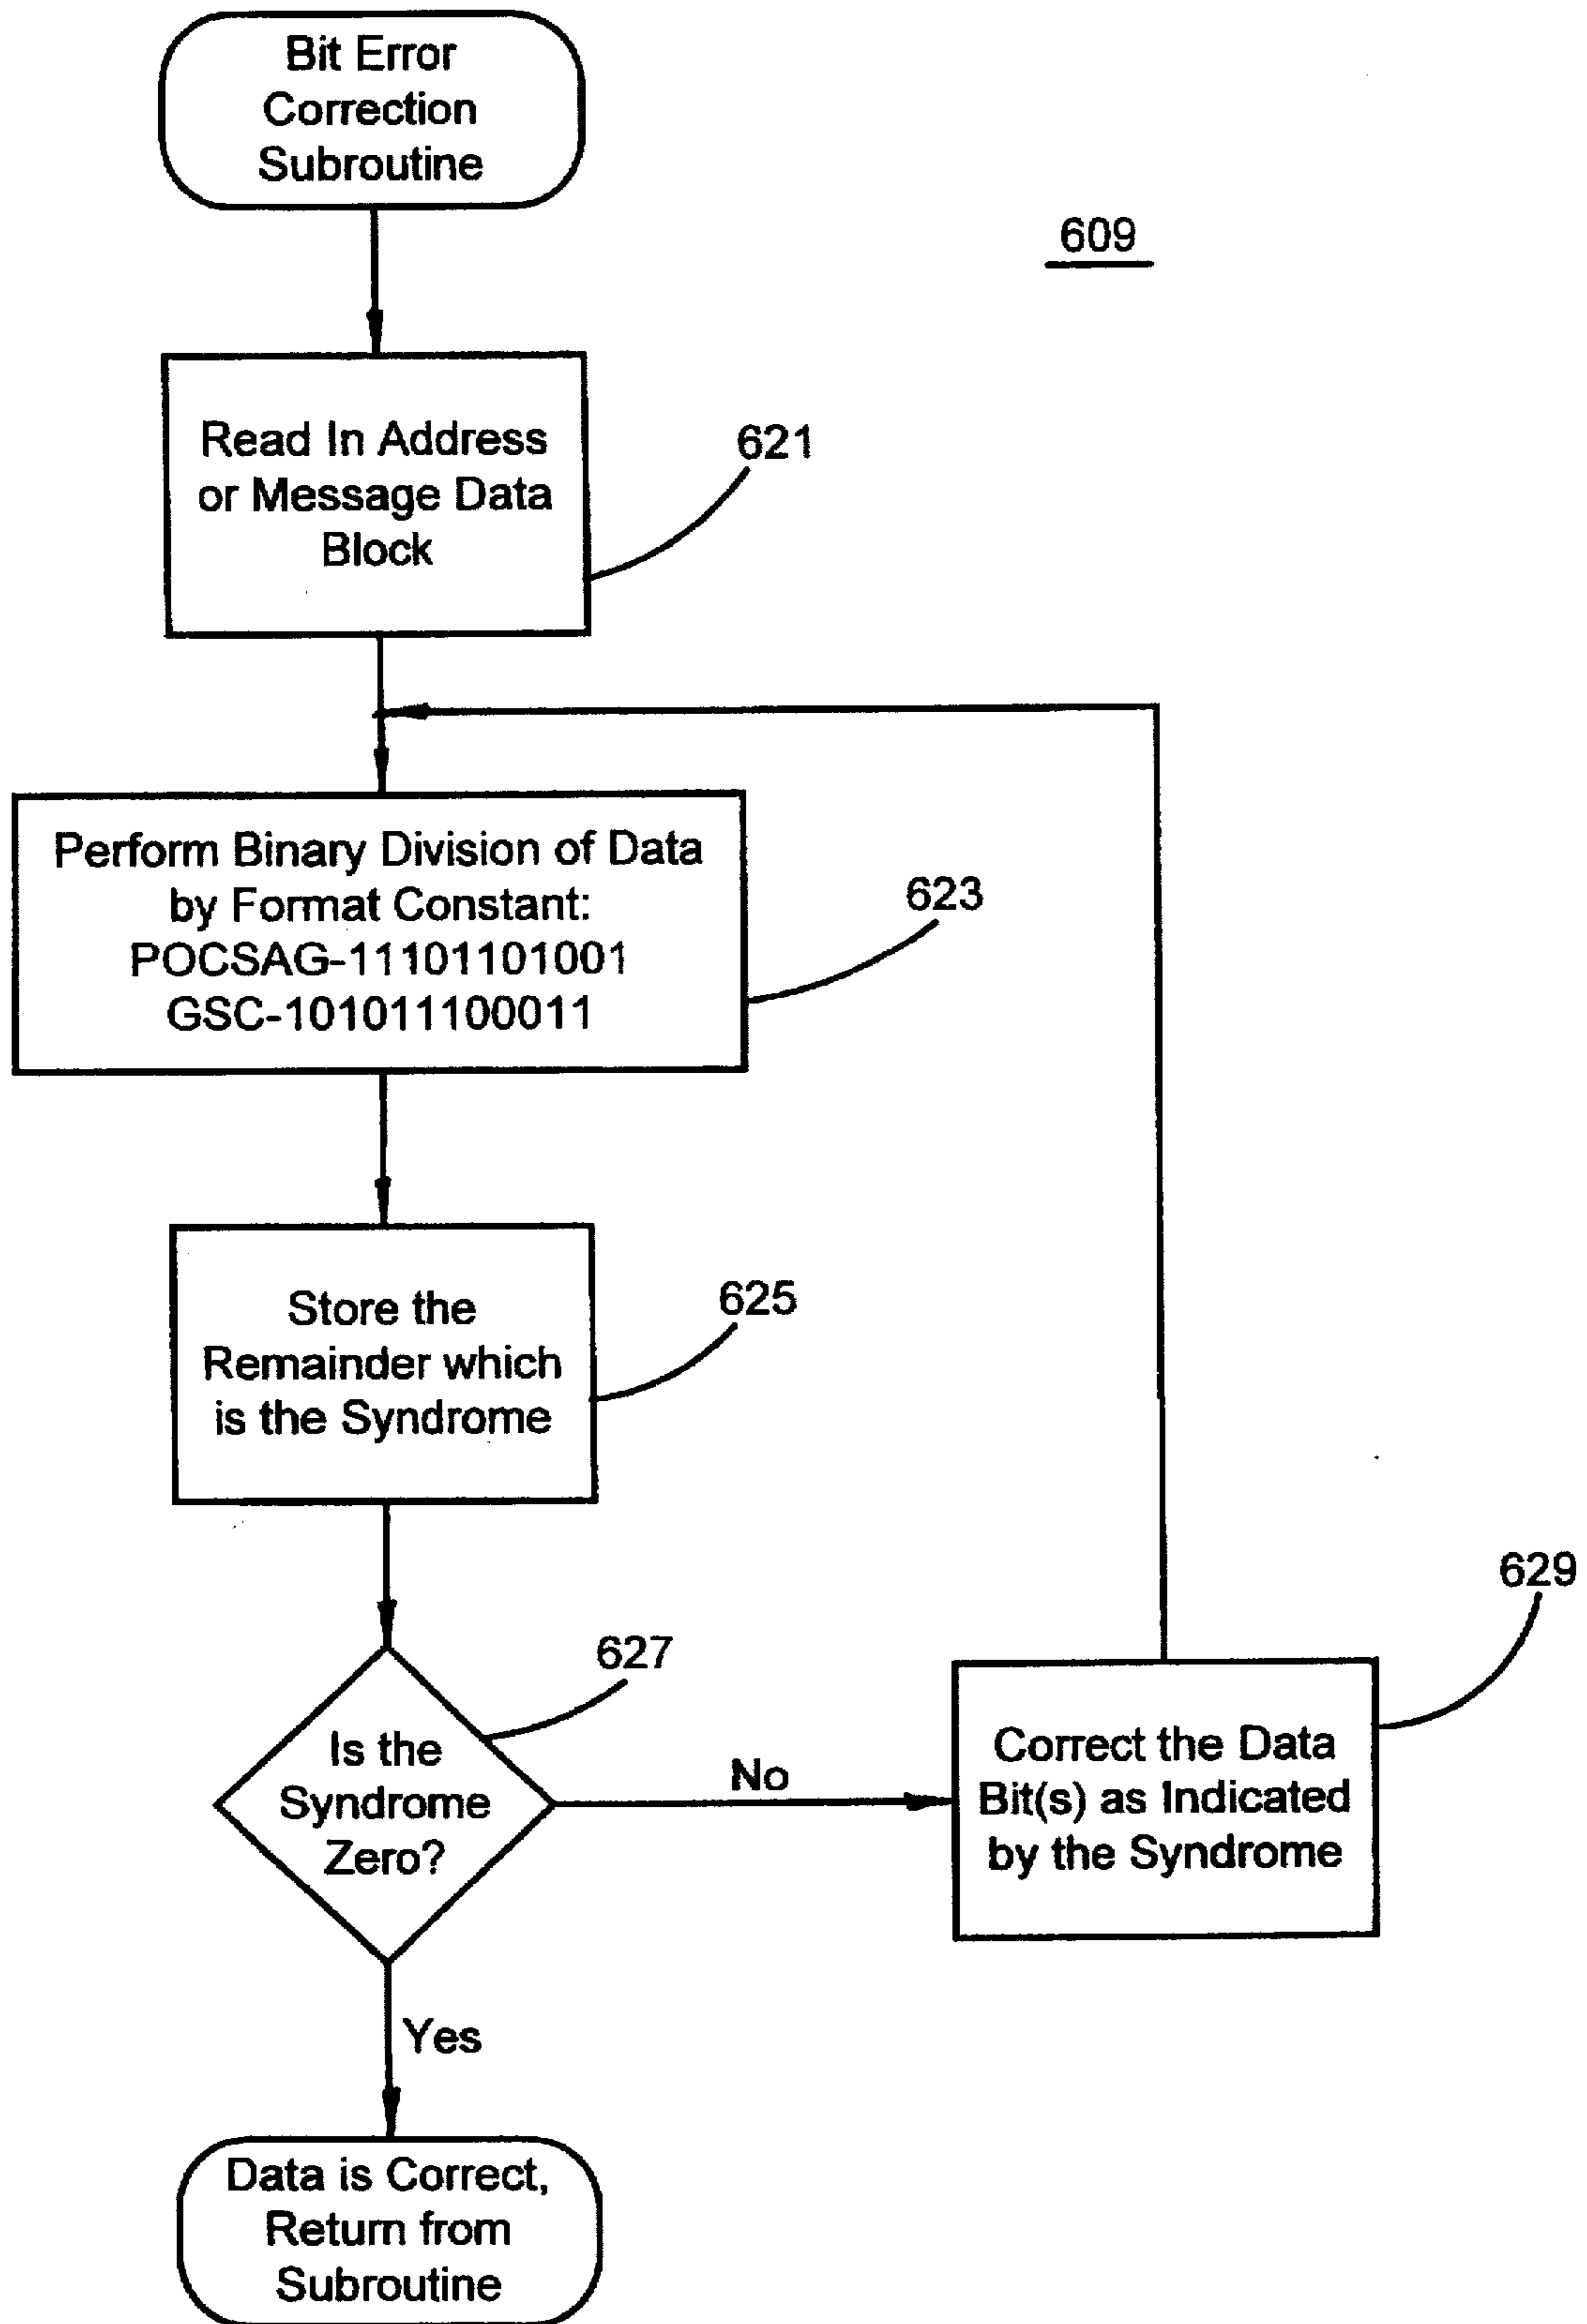 Bit Error
Correction
Subroutine
609
Read In Address
or Message Data
Block
621
Perform Binary Division of Data
by Format Constant:
POCSAG-11101101001
GSC-101011100011
623
Store the
Remainder which
is the Syndrome
625
627
Is the
Syndrome
Zero?
No
629
Correct the Data
Bit(s) as Indicated
by the Syndrome
Yes
Data is Correct,
Return from
Subroutine